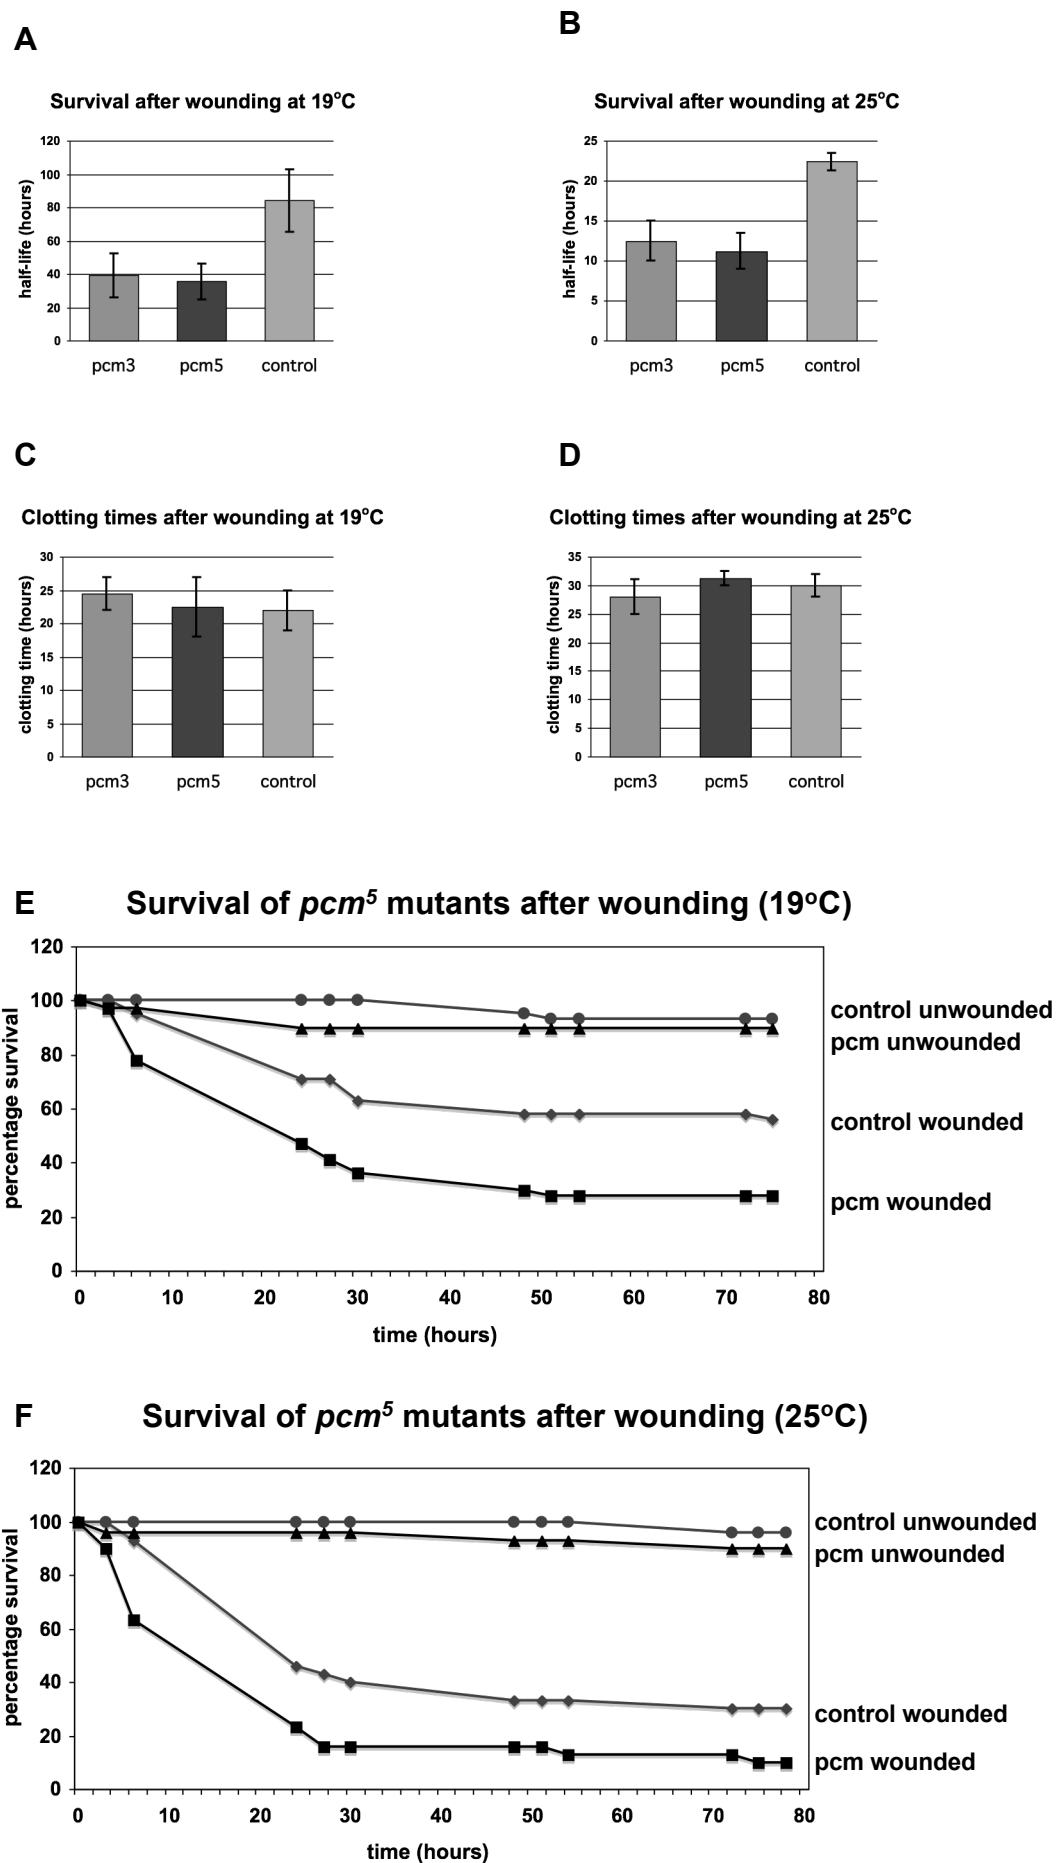 A
B
Survival after wounding at 19°C
Survival after wounding at 25°C
half-life (hours)
120
100
80
60
40
20
0
pcm3 pcm5 control
half-life (hours)
25
20
15
10
5
0
pcm3 pcm5 control
C
D
Clotting times after wounding at 19°C
Clotting times after wounding at 25°C
clotting time (hours)
30
25
20
15
10
5
0
pcm3 pcm5 control
clotting time (hours)
35
30
25
20
15
10
5
0
pcm3 pcm5 control
E
Survival of pcm⁵ mutants after wounding (19°C)
percentage survival
120
100
80
60
40
20
0
0 10 20 30 40 50 60 70 80
time (hours)
control unwounded
pcm unwounded
control wounded
pcm wounded
F
Survival of pcm⁵ mutants after wounding (25°C)
percentage survival
120
100
80
60
40
20
0
0 10 20 30 40 50 60 70 80
time (hours)
control unwounded
pcm unwounded
control wounded
pcm wounded